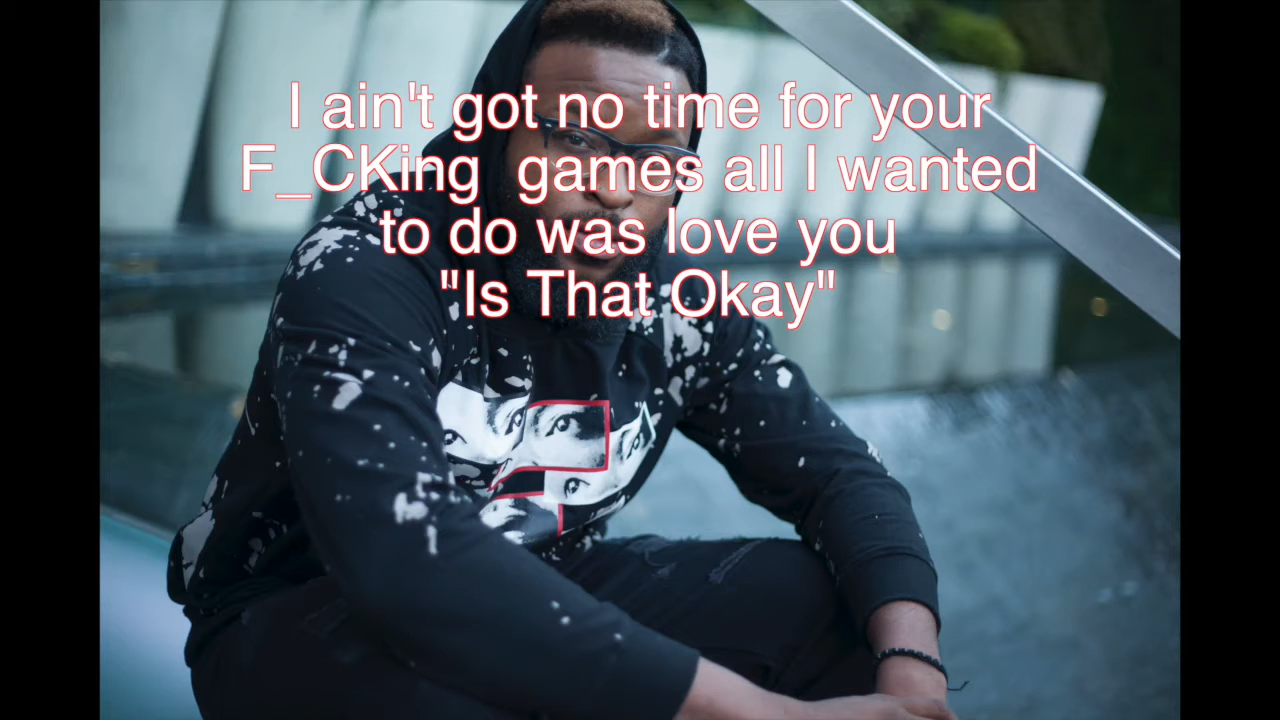 I ain't got no time for your
F_CKing  games all I wanted
to do was love you
"Is That Okay"